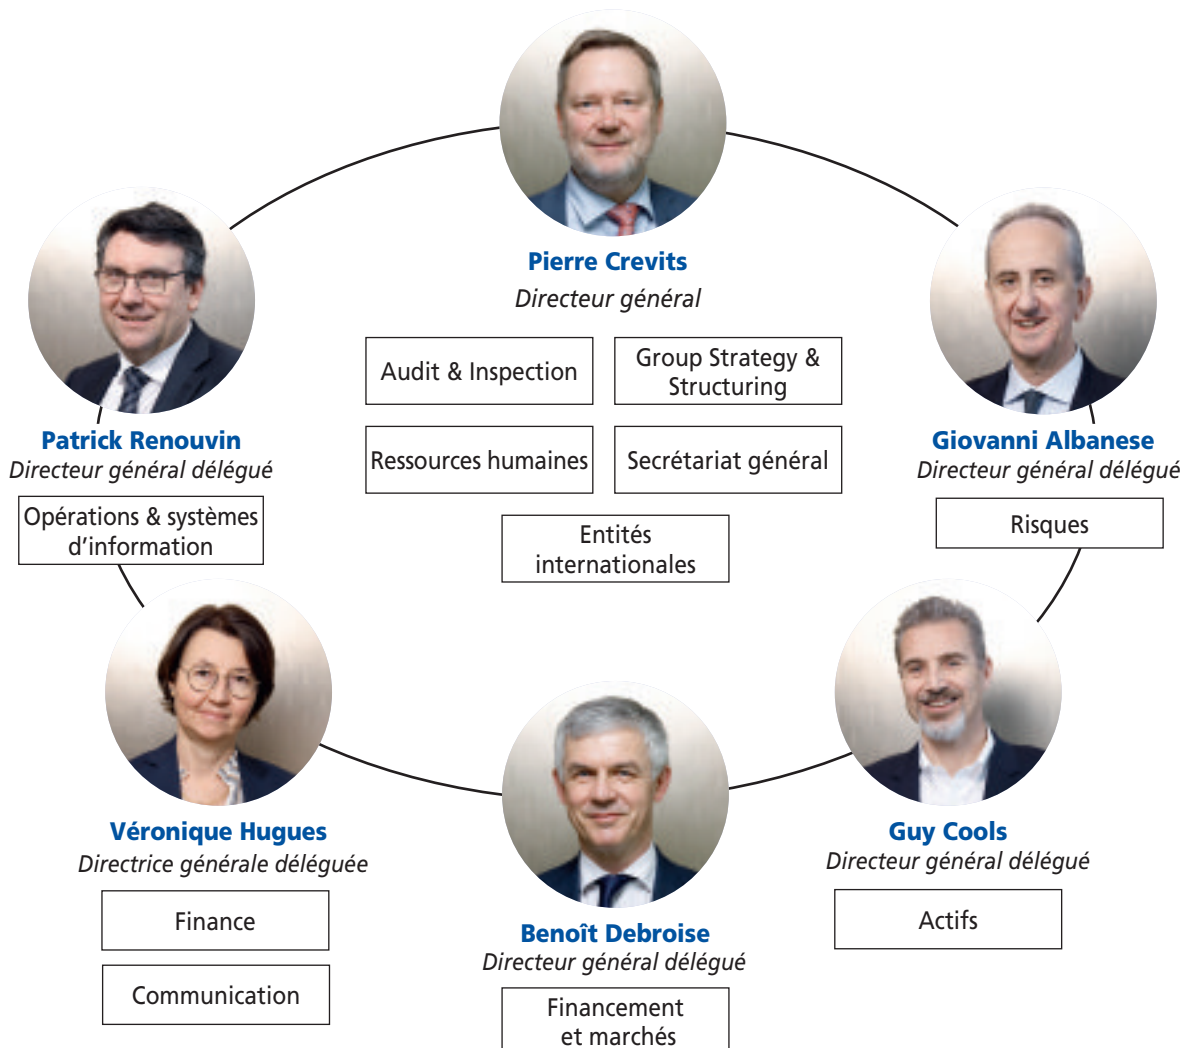 Pierre Crevits
Directeur général
Audit & Inspection
Group Strategy &
Structuring
Ressources humaines
Secrétariat général
Entités
internationales
Patrick Renouvin
Directeur général délégué
Opérations & systèmes
d'information
Giovanni Albanese
Directeur général délégué
Risques
Véronique Hugues
Directrice générale déléguée
Finance
Communication
Benoît Debroise
Directeur général délégué
Financement
et marchés
Guy Cools
Directeur général délégué
Actifs